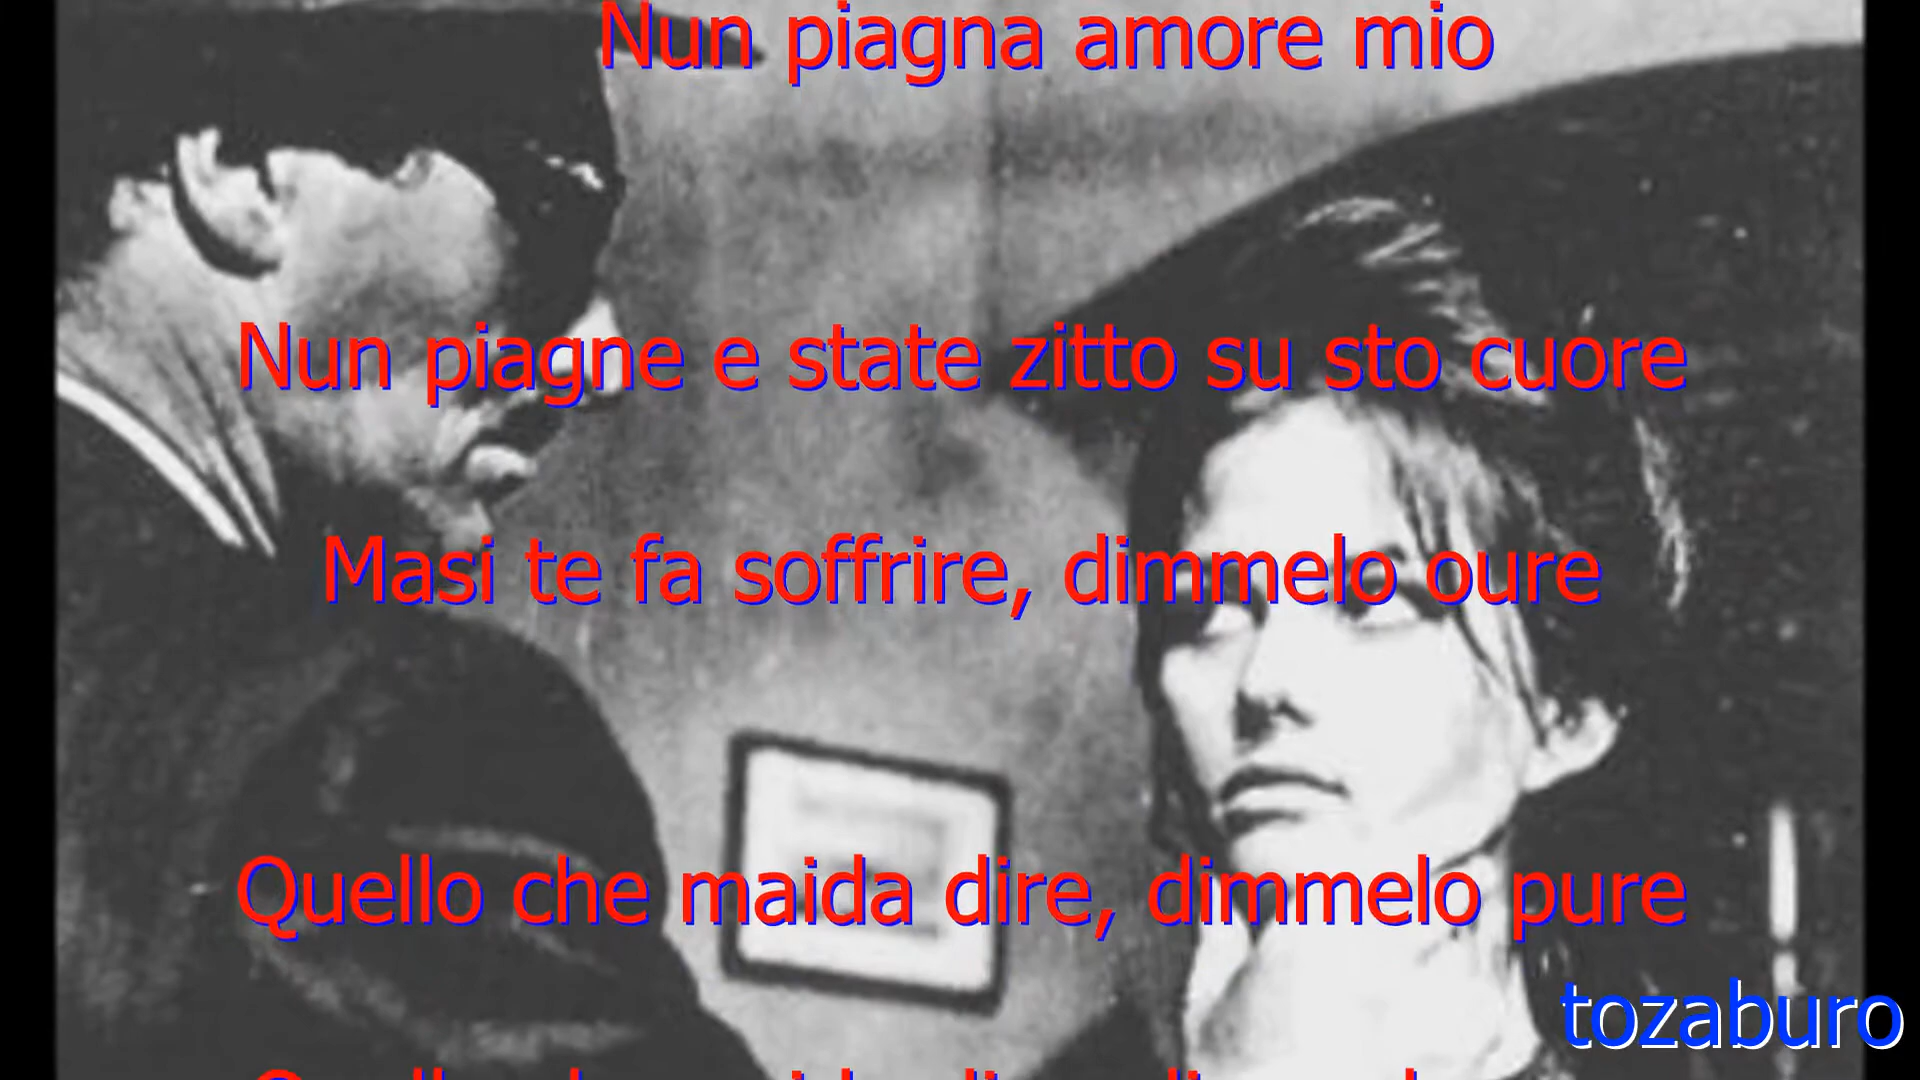 Nun piagna amore mio
Nun piagne e state zitto su sto cuore
Masi te fa soffrire, dimmelo oure
Quello che maida dire, dimmelo pure
tozaburo